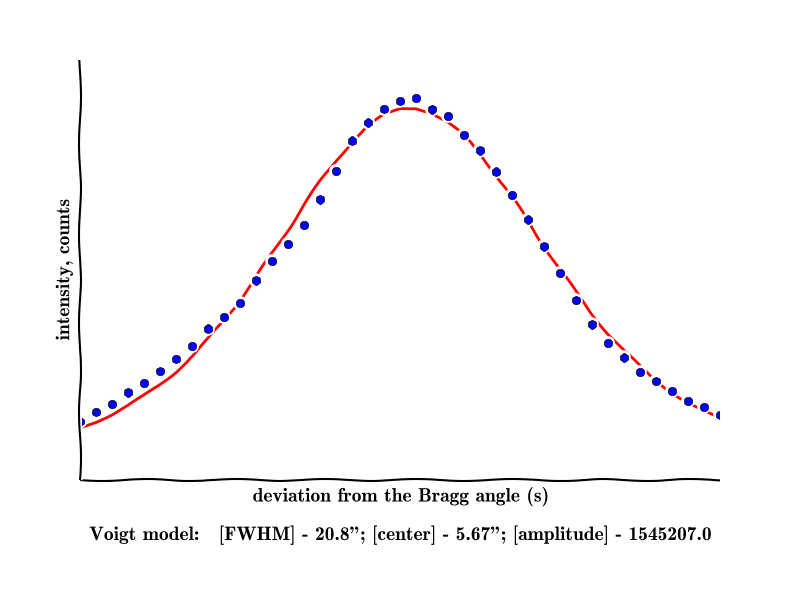 intensity, counts
deviation from the Bragg angle (s)
Voigt model: [FWHM] - 20.8”; [center] - 5.67”; [amplitude] - 1545207.0